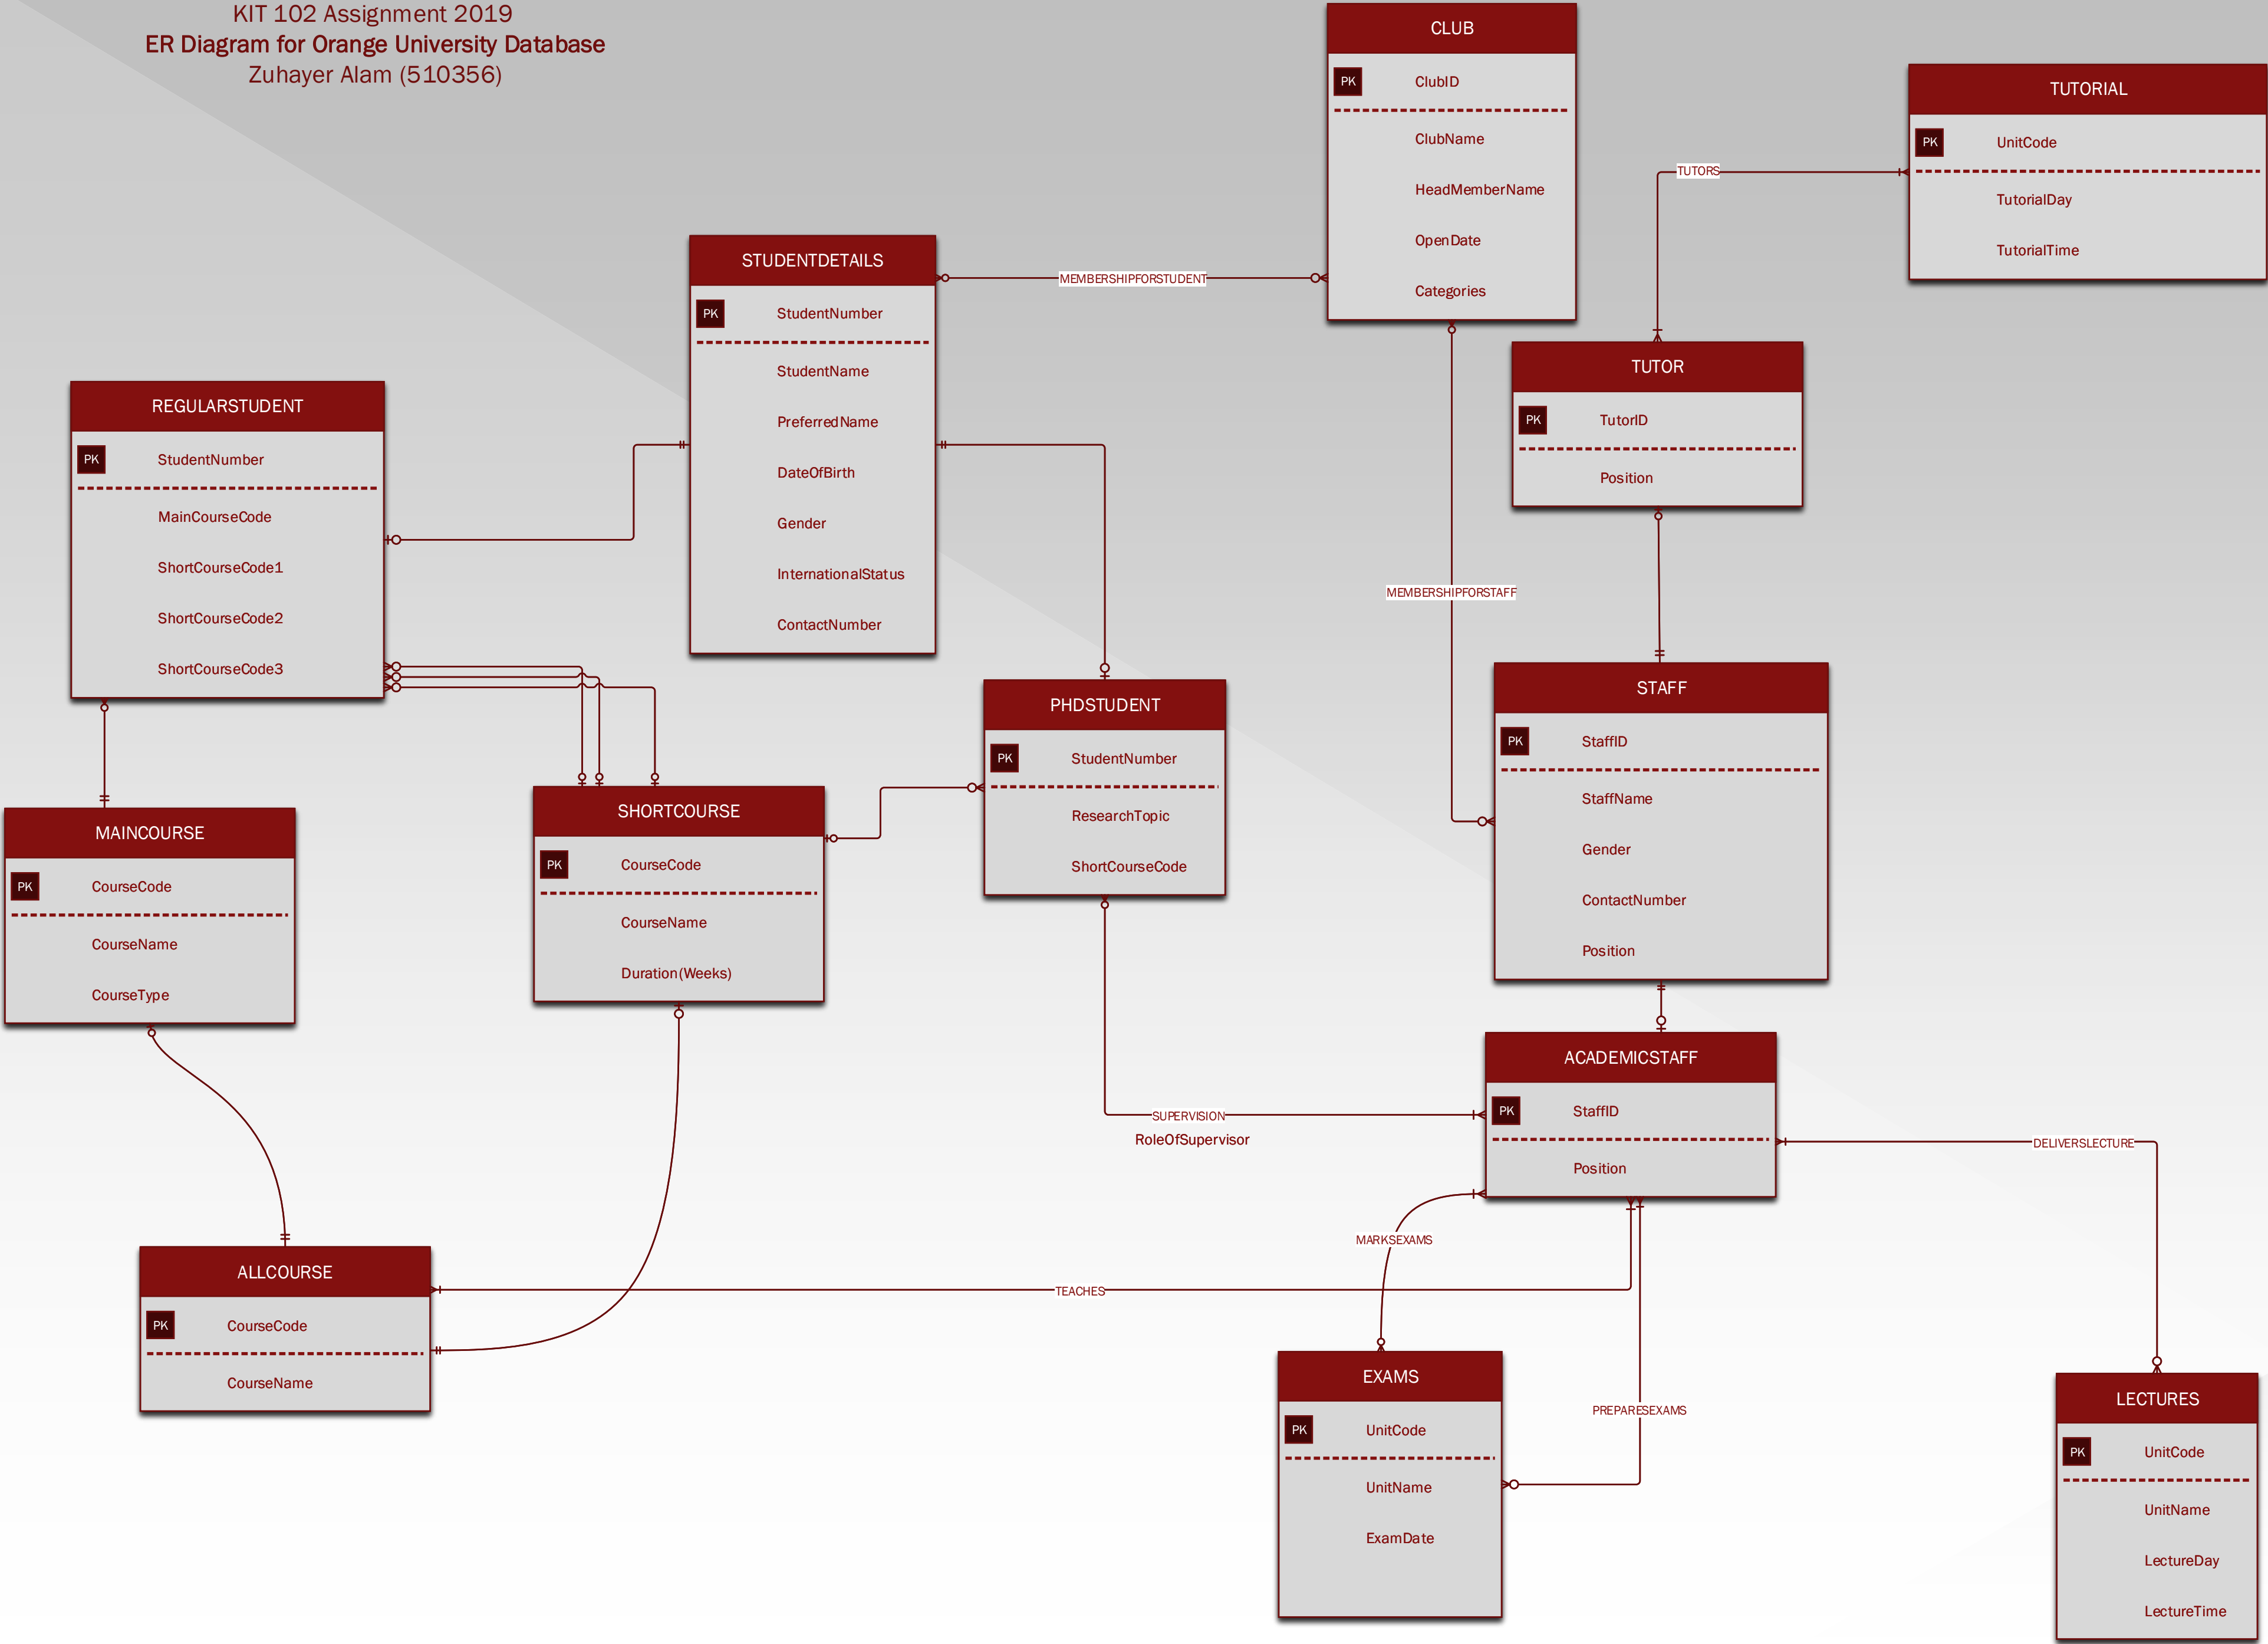 KIT 102 Assignment 2019
ER Diagram for Orange University Database
Zuhayer Alam (510356)
CLUB
PK ClubID
ClubName
HeadMemberName
OpenDate
Categories
TUTORIAL
PK UnitCode
TutorialDay
TutorialTime
TUTORS
STUDENTDETAILS
PK StudentNumber
StudentName
PreferredName
DateOfBirth
Gender
InternationalStatus
ContactNumber
MEMBERSHIPFORSTUDENT
TUTOR
PK TutorID
Position
REGULARSTUDENT
PK StudentNumber
MainCourseCode
ShortCourseCode1
ShortCourseCode2
ShortCourseCode3
MEMBERSHIPFORSTAFF
STAFF
PK StaffID
StaffName
Gender
ContactNumber
Position
PHDSTUDENT
PK StudentNumber
ResearchTopic
ShortCourseCode
MAINCOURSE
PK CourseCode
CourseName
CourseType
SHORTCOURSE
PK CourseCode
CourseName
Duration(Weeks)
ACADEMICSTAFF
PK StaffID
Position
SUPERVISION
RoleOfSupervisor
DELIVERSLECTURE
MARKSEXAMS
ALLCOURSE
PK CourseCode
CourseName
TEACHES
EXAMS
PK UnitCode
UnitName
ExamDate
PREPARESEXAMS
LECTURES
PK UnitCode
UnitName
LectureDay
LectureTime